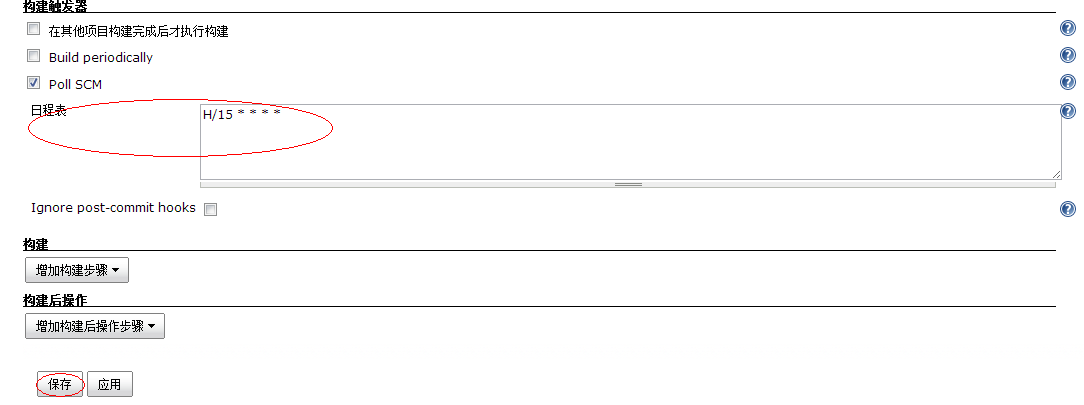 构建触发器
在其他项目构建完成后才执行构建
Build periodically
Poll SCM
日程表
H/15 * * * *
Ignore post-commit hooks
构建
增加构建步骤
构建后操作
增加构建后操作步骤
保存 应用